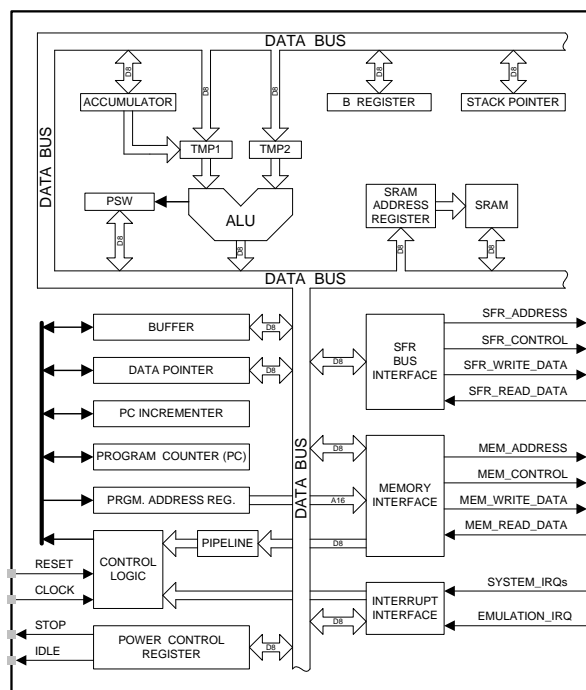 DATA BUS
D8
D8
D8
D8
D8
ACCUMULATOR
B REGISTER
STACK POINTER
DATA BUS
TMP1
TMP2
PSW
ALU
SRAM
ADDRESS
REGISTER
SRAM
D8
D8
D8
D8
DATA BUS
BUFFER
D8
DATA POINTER
D8
PC INCREMENTER
PROGRAM COUNTER (PC)
PRGM. ADDRESS REG.
A16
DATA BUS
D8
SFR
BUS
INTERFACE
SFR_ADDRESS
SFR_CONTROL
SFR_WRITE_DATA
SFR_READ_DATA
D8
MEMORY
INTERFACE
MEM_ADDRESS
MEM_CONTROL
MEM_WRITE_DATA
MEM_READ_DATA
RESET
CLOCK
CONTROL
LOGIC
PIPELINE
D8
STOP
IDLE
POWER CONTROL
REGISTER
D8
D8
INTERRUPT
INTERFACE
SYSTEM_IRQs
EMULATION_IRQ